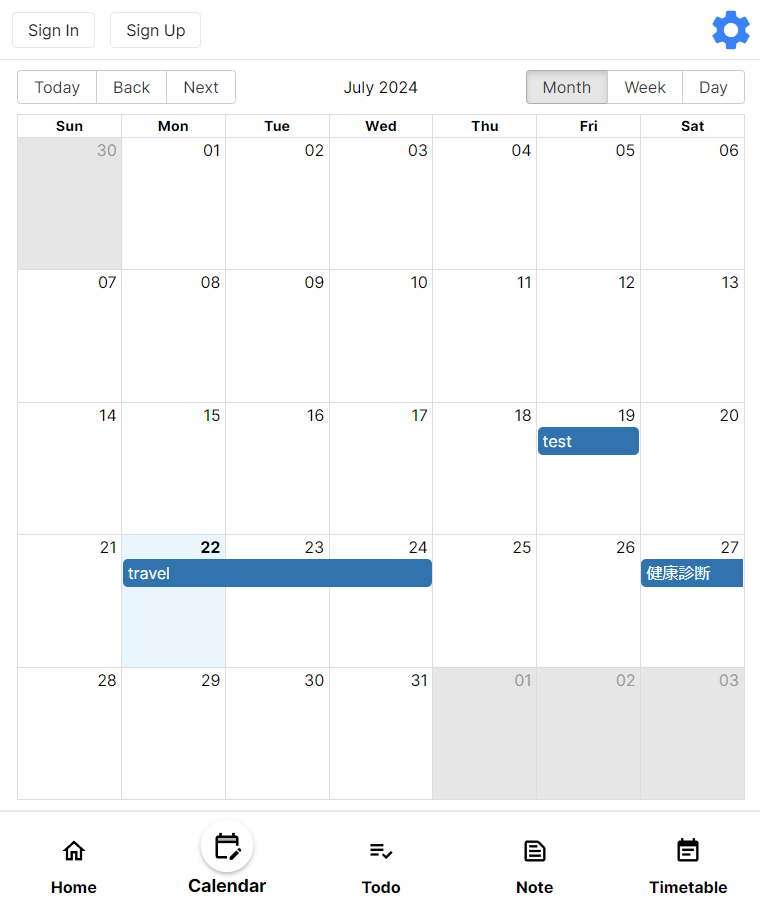 Sign In Sign Up
Today Back Next July 2024 Month Week Day
Sun Mon Tue Wed Thu Fri Sat
30 01 02 03 04 05 06
07 08 09 10 11 12 13
14 15 16 17 18 19 20
test
21 22 23 24 25 26 27
travel 健康診断
28 29 30 31 01 02 03
Home Calendar Todo Note Timetable